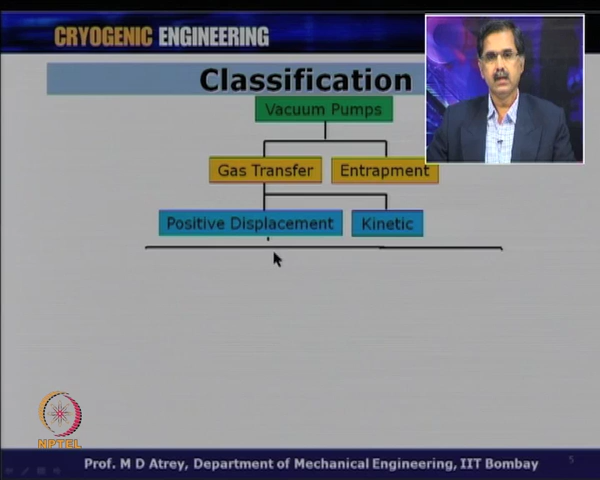 CRYOGENIC ENGINEERING
Classification
Vacuum Pumps
Gas Transfer
Entrapment
Positive Displacement
Kinetic
NPTEL
Prof. M D Atrey, Department of Mechanical Engineering, IIT Bombay
5